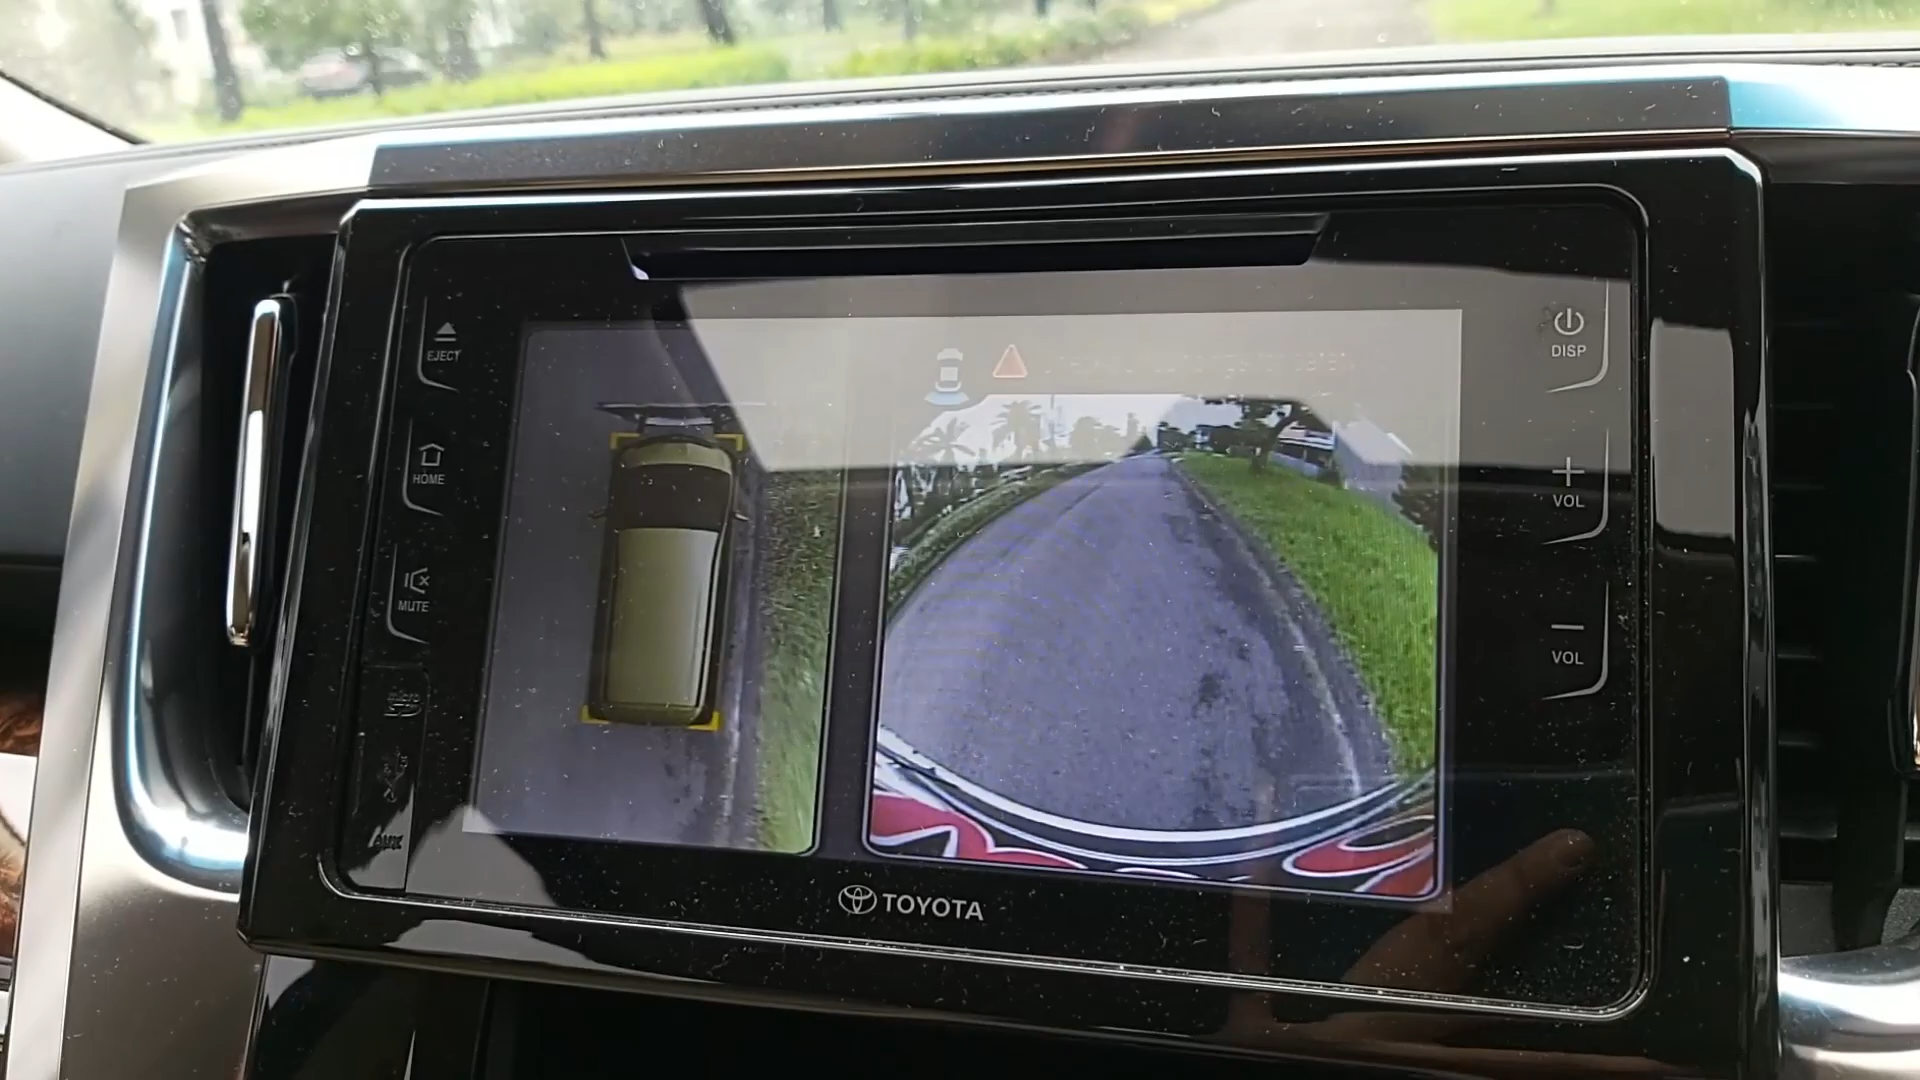 EJECT
HOME
MUTE
AUX
DISP
VOL
VOL
TOYOTA